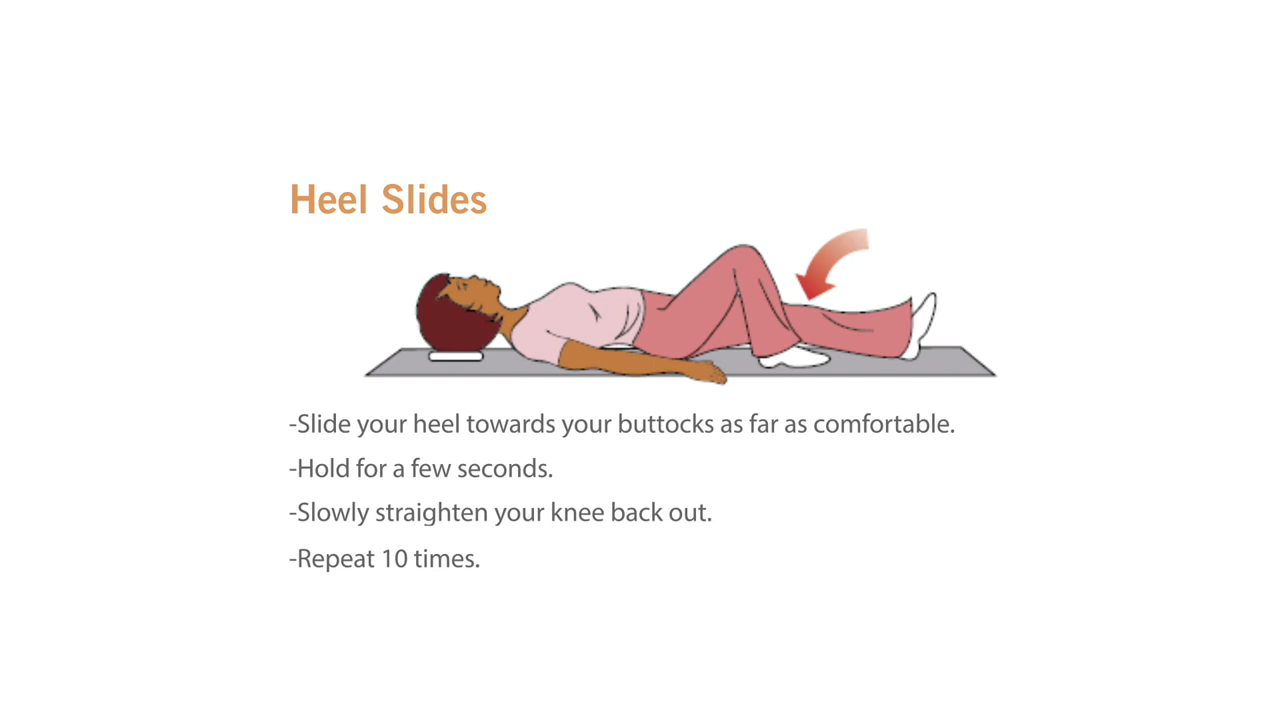 Heel Slides
-Slide your heel towards your buttocks as far as comfortable.
-Hold for a few seconds.
-Slowly straighten your knee back out.
-Repeat 10 times.